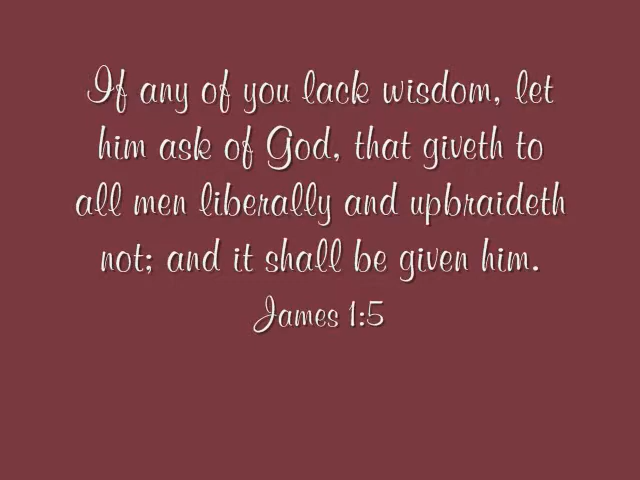 If any of you lack wisdom, let
him ask of God, that giveth to
all men liberally and upbraideth
not; and it shall be given him.
James 1:5